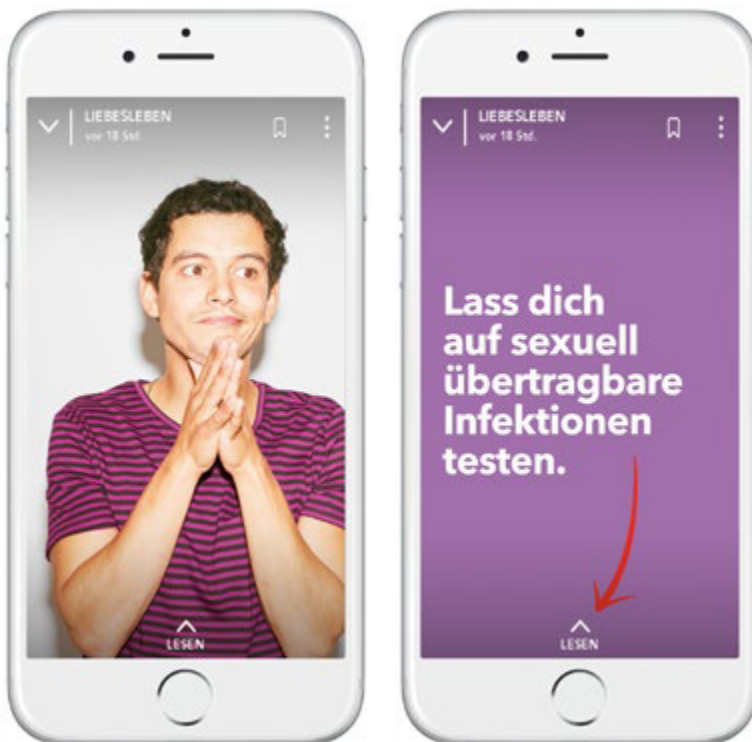 LIEBESLEBEN
vor 18 Std.
LESEN
LIEBESLEBEN
vor 18 Std.
Lass dich
auf sexuell
übertragbare
Infektionen
testen.
LESEN